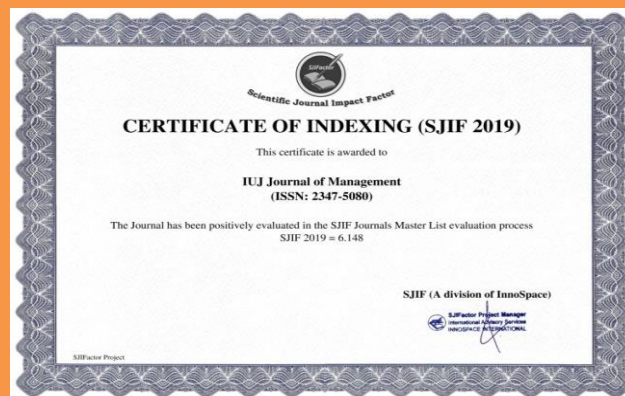 SJIFactor
Scientific Journal Impact Factor
CERTIFICATE OF INDEXING (SJIF 2019)
This certificate is awarded to
IUJ Journal of Management
(ISSN: 2347-5080)
The Journal has been positively evaluated in the SJIF Journals Master List evaluation process
SJIF 2019 = 6.148
SJIF (A division of InnoSpace)
SJIFactor Project Manager
International Advisory Services
INNOSPACE INTERNATIONAL
SJIFactor Project